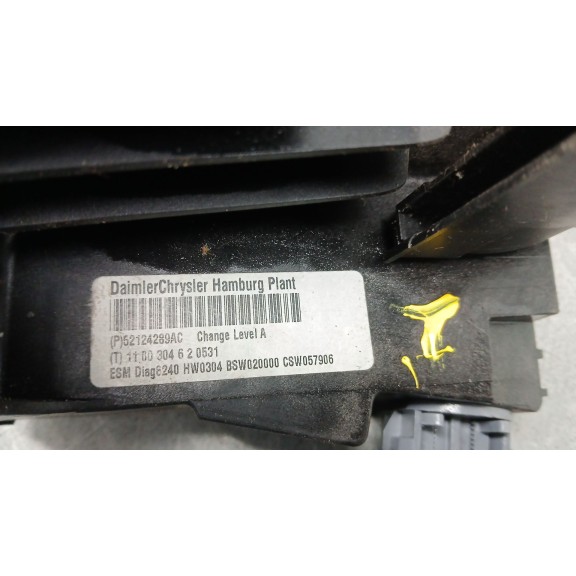 DaimlerChrysler Hamburg Plant
(P)52124289AC Change Level A
(T) 11 00 304 6 2 0531
ESM Diag6240 HW0304 BSW020000 CSW057906